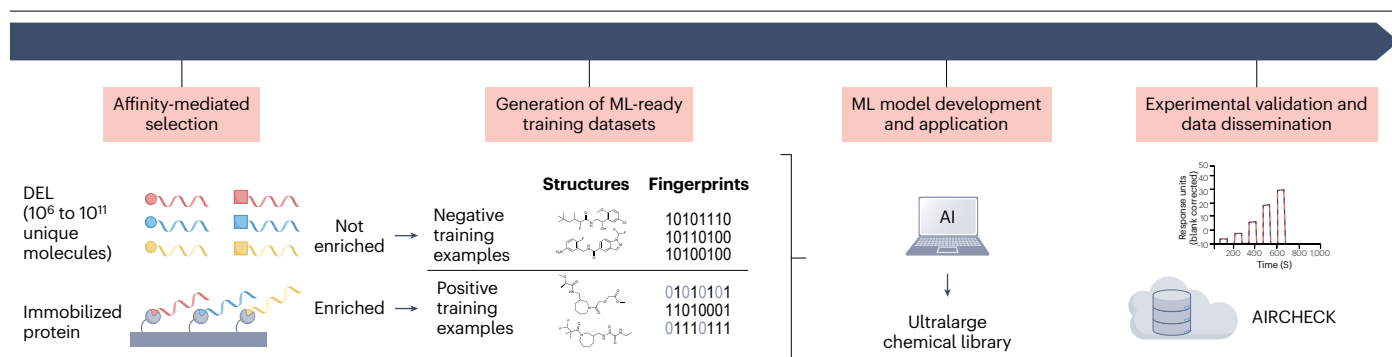 Affinity-mediated
selection
Generation of ML-ready
training datasets
ML model development
and application
Experimental validation and
data dissemination
DEL
(10⁶ to 10¹¹
unique
molecules)
Immobilized
protein
Not
enriched
Enriched
Structures
Fingerprints
Negative
training
examples
10101110
10110100
10100100
Positive
training
examples
01010101
11010001
01110111
AI
Ultralarge
chemical library
Response units
(blank corrected)
50
40
30
20
10
0
–10
0
200
400
600
800
1,000
Time (S)
AIRCHECK